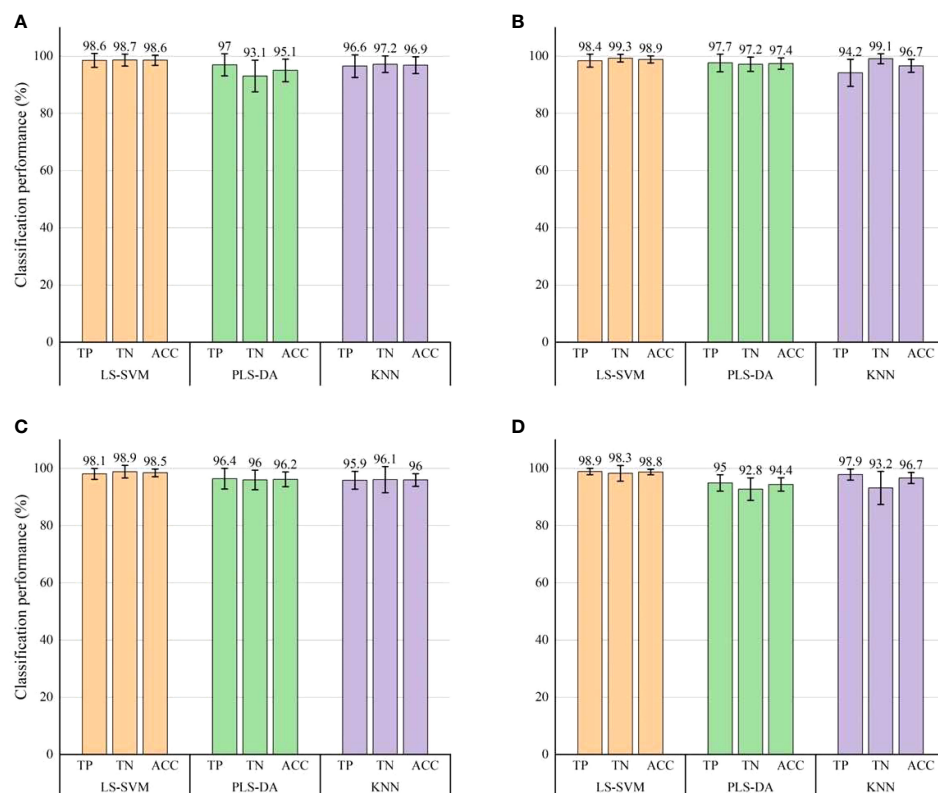 A
Classification performance (%)
100
80
60
40
20
0
98.6 98.7 98.6
97 93.1 95.1
96.6 97.2 96.9
TP TN ACC TP TN ACC TP TN ACC
LS-SVM PLS-DA KNN
B
100
80
60
40
20
0
98.4 99.3 98.9
97.7 97.2 97.4
94.2 99.1 96.7
TP TN ACC TP TN ACC TP TN ACC
LS-SVM PLS-DA KNN
C
Classification performance (%)
100
80
60
40
20
0
98.1 98.9 98.5
96.4 96 96.2
95.9 96.1 96
TP TN ACC TP TN ACC TP TN ACC
LS-SVM PLS-DA KNN
D
100
80
60
40
20
0
98.9 98.3 98.8
95 92.8 94.4
97.9 93.2 96.7
TP TN ACC TP TN ACC TP TN ACC
LS-SVM PLS-DA KNN